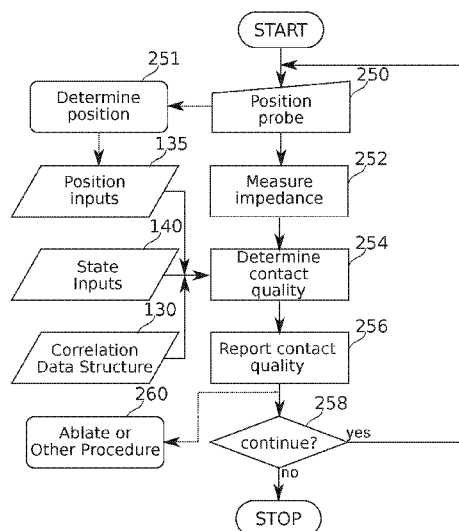 START
251
Determine
position
250
Position
probe
135
Position
inputs
252
Measure
impedance
140
State
Inputs
254
Determine
contact
quality
130
Correlation
Data Structure
256
Report contact
quality
260
Ablate or
Other Procedure
258
continue?
yes
no
STOP